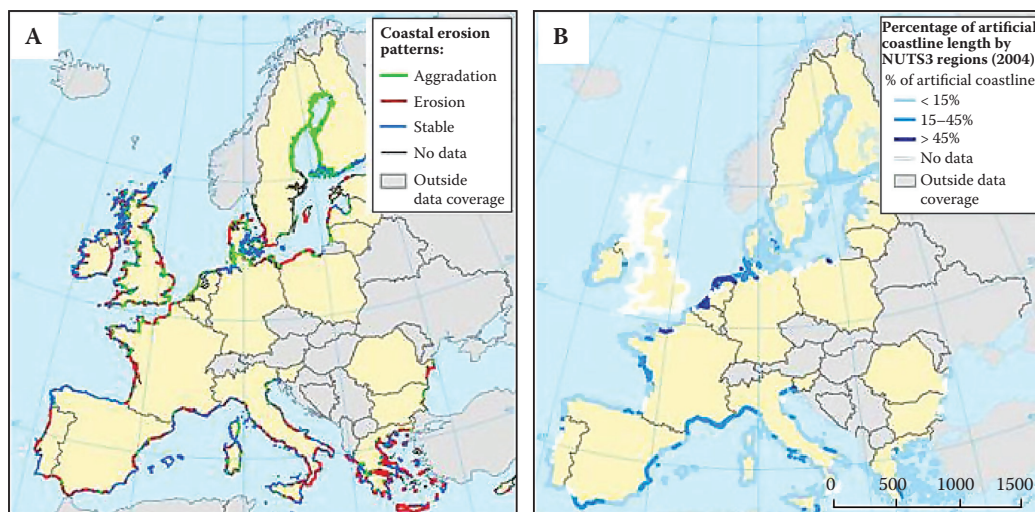 A
Coastal erosion
patterns:
Aggradation
Erosion
Stable
No data
Outside
data coverage
B
Percentage of artificial
coastline length by
NUTS3 regions (2004)
% of artificial coastline
< 15%
15–45%
> 45%
No data
Outside data
coverage
0 500 1000 1500